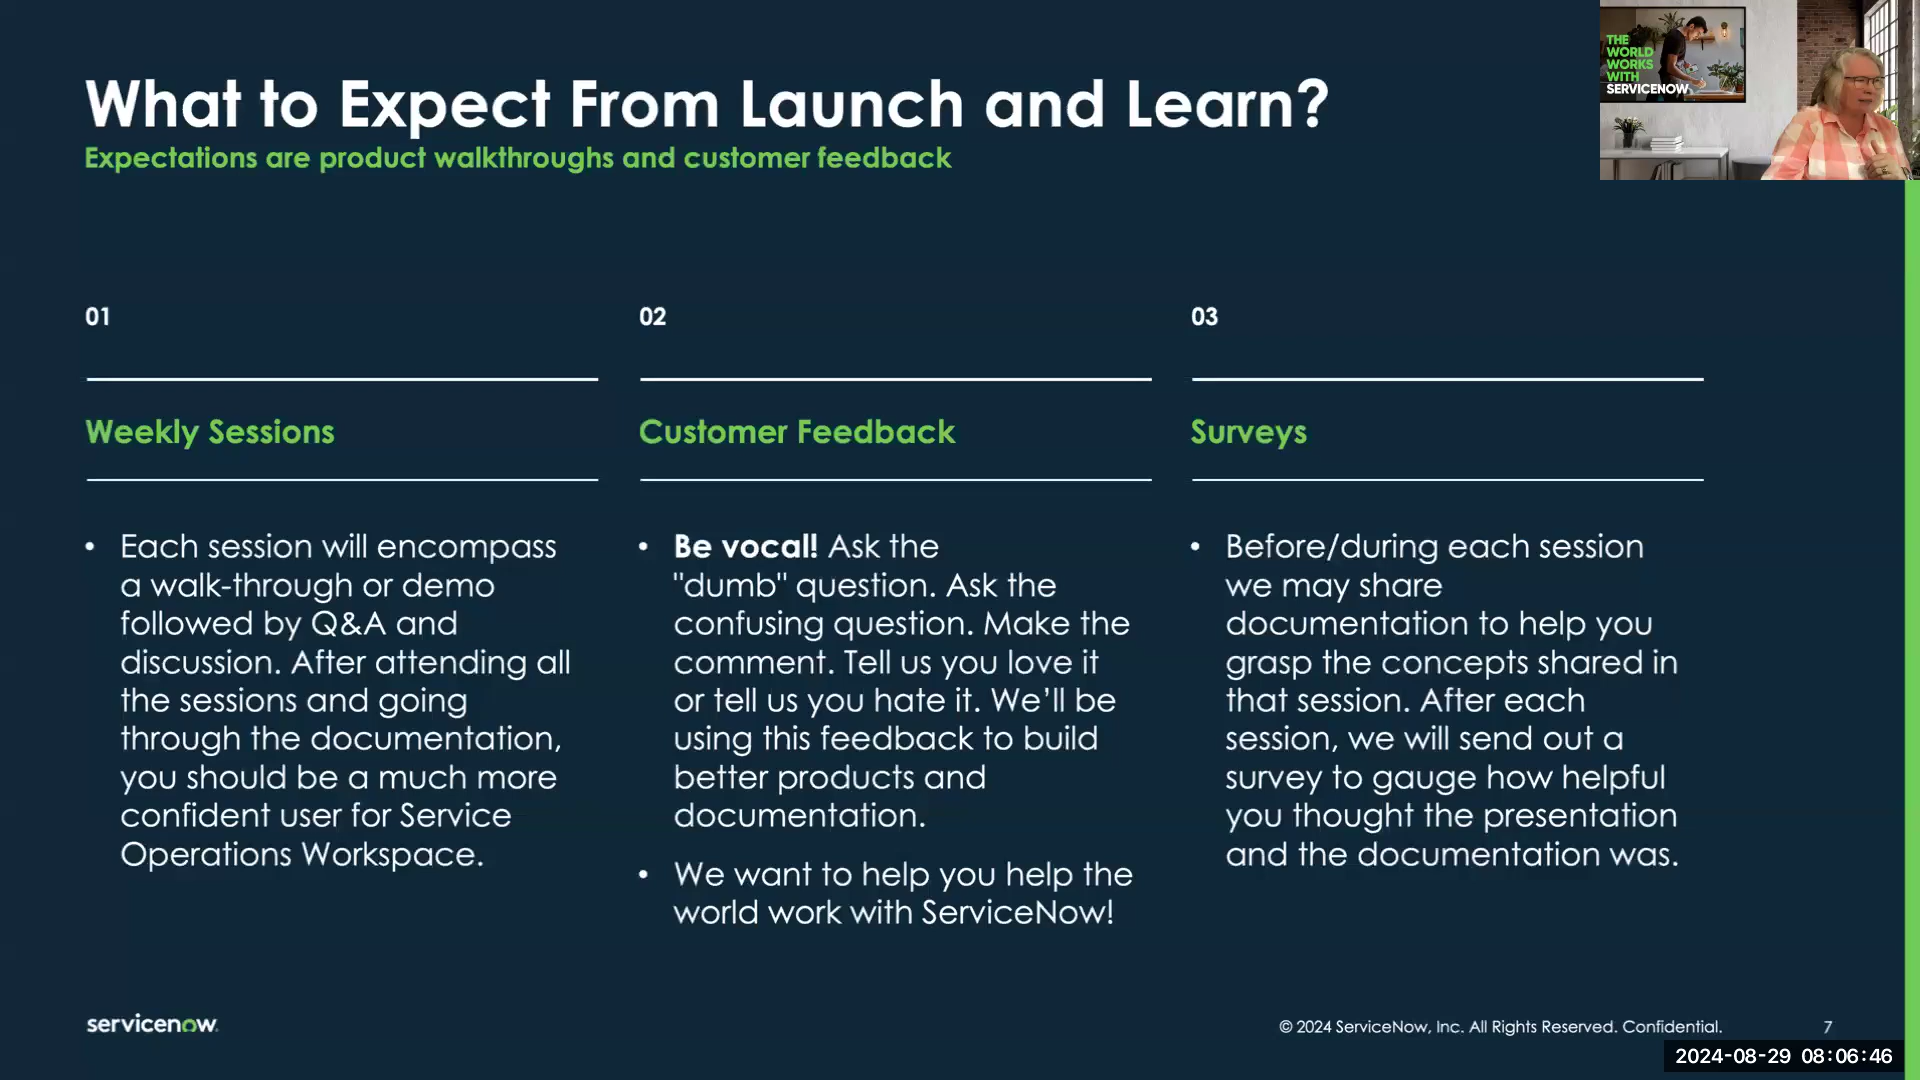 What to Expect From Launch and Learn?
Expectations are product walkthroughs and customer feedback
THE
WORLD
WORKS
WITH
SERVICENOW
01
Weekly Sessions
• Each session will encompass
a walk-through or demo
followed by Q&A and
discussion. After attending all
the sessions and going
through the documentation,
you should be a much more
confident user for Service
Operations Workspace.
02
Customer Feedback
• Be vocal! Ask the
"dumb" question. Ask the
confusing question. Make the
comment. Tell us you love it
or tell us you hate it. We’ll be
using this feedback to build
better products and
documentation.
• We want to help you help the
world work with ServiceNow!
03
Surveys
• Before/during each session
we may share
documentation to help you
grasp the concepts shared in
that session. After each
session, we will send out a
survey to gauge how helpful
you thought the presentation
and the documentation was.
servicenow.
© 2024 ServiceNow, Inc. All Rights Reserved. Confidential.
7
2024-08-29 08:06:46